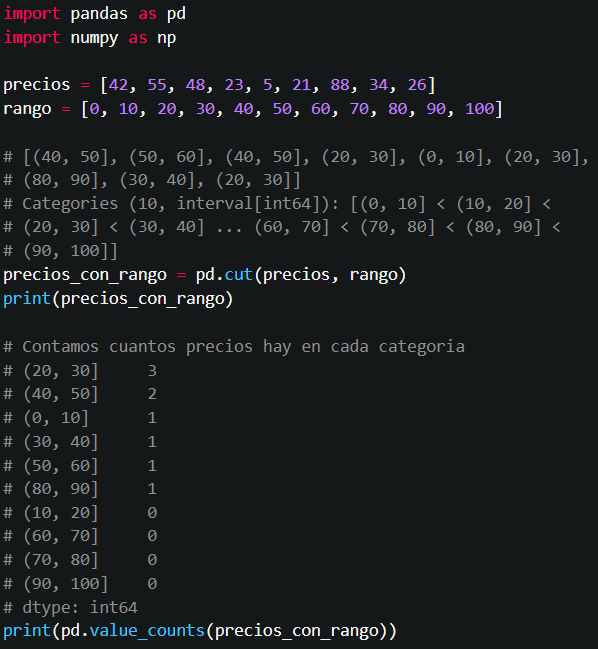 import pandas as pd
import numpy as np
precios = [42, 55, 48, 23, 5, 21, 88, 34, 26]
rango = [0, 10, 20, 30, 40, 50, 60, 70, 80, 90, 100]
# [(40, 50], (50, 60], (40, 50], (20, 30], (0, 10], (20, 30],
# (80, 90], (30, 40], (20, 30]]
# Categories (10, interval[int64]): [(0, 10] < (10, 20] <
# (20, 30] < (30, 40] ... (60, 70] < (70, 80] < (80, 90] <
# (90, 100]]
precios_con_rango = pd.cut(precios, rango)
print(precios_con_rango)
# Contamos cuantos precios hay en cada categoria
# (20, 30]     3
# (40, 50]     2
# (0, 10]      1
# (30, 40]     1
# (50, 60]     1
# (80, 90]     1
# (10, 20]     0
# (60, 70]     0
# (70, 80]     0
# (90, 100]    0
# dtype: int64
print(pd.value_counts(precios_con_rango))